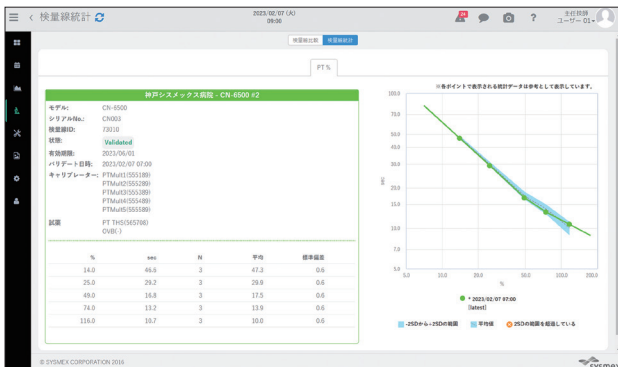 検量線統計
2023/02/07 (火)
09:00
24
?
主任技師
ユーザー 01
検量線比較 検量線統計
PT %
神戸シスメックス病院 - CN-6500 #2
モデル: CN-6500
シリアルNo.: CN003
検量線ID: 73010
状態: Validated
有効期限: 2023/06/01
バリデート日時: 2023/02/07 07:00
キャリブレーター: PTMult1(555189)
PTMult2(555289)
PTMult3(555389)
PTMult4(555489)
PTMult5(555589)
試薬 PT THS(565768)
OVB(-)
% sec N 平均 標準偏差
14.0 46.6 3 47.3 0.6
25.0 29.2 3 29.9 0.6
49.0 16.8 3 17.5 0.6
74.0 13.2 3 13.9 0.6
116.0 10.7 3 10.0 0.6
※各ポイントで表示される統計データは参考として表示しています。
100.0
70.0
50.0
40.0
30.0
20.0
15.0
10.0
7.0
5.0
sec
5.0 10.0 20.0 50.0 100.0 200.0
%
* 2023/02/07 07:00
[latest]
-2SDから+2SDの範囲 平均値 2SDの範囲を超過している
© SYSMEX CORPORATION 2016
sysmex